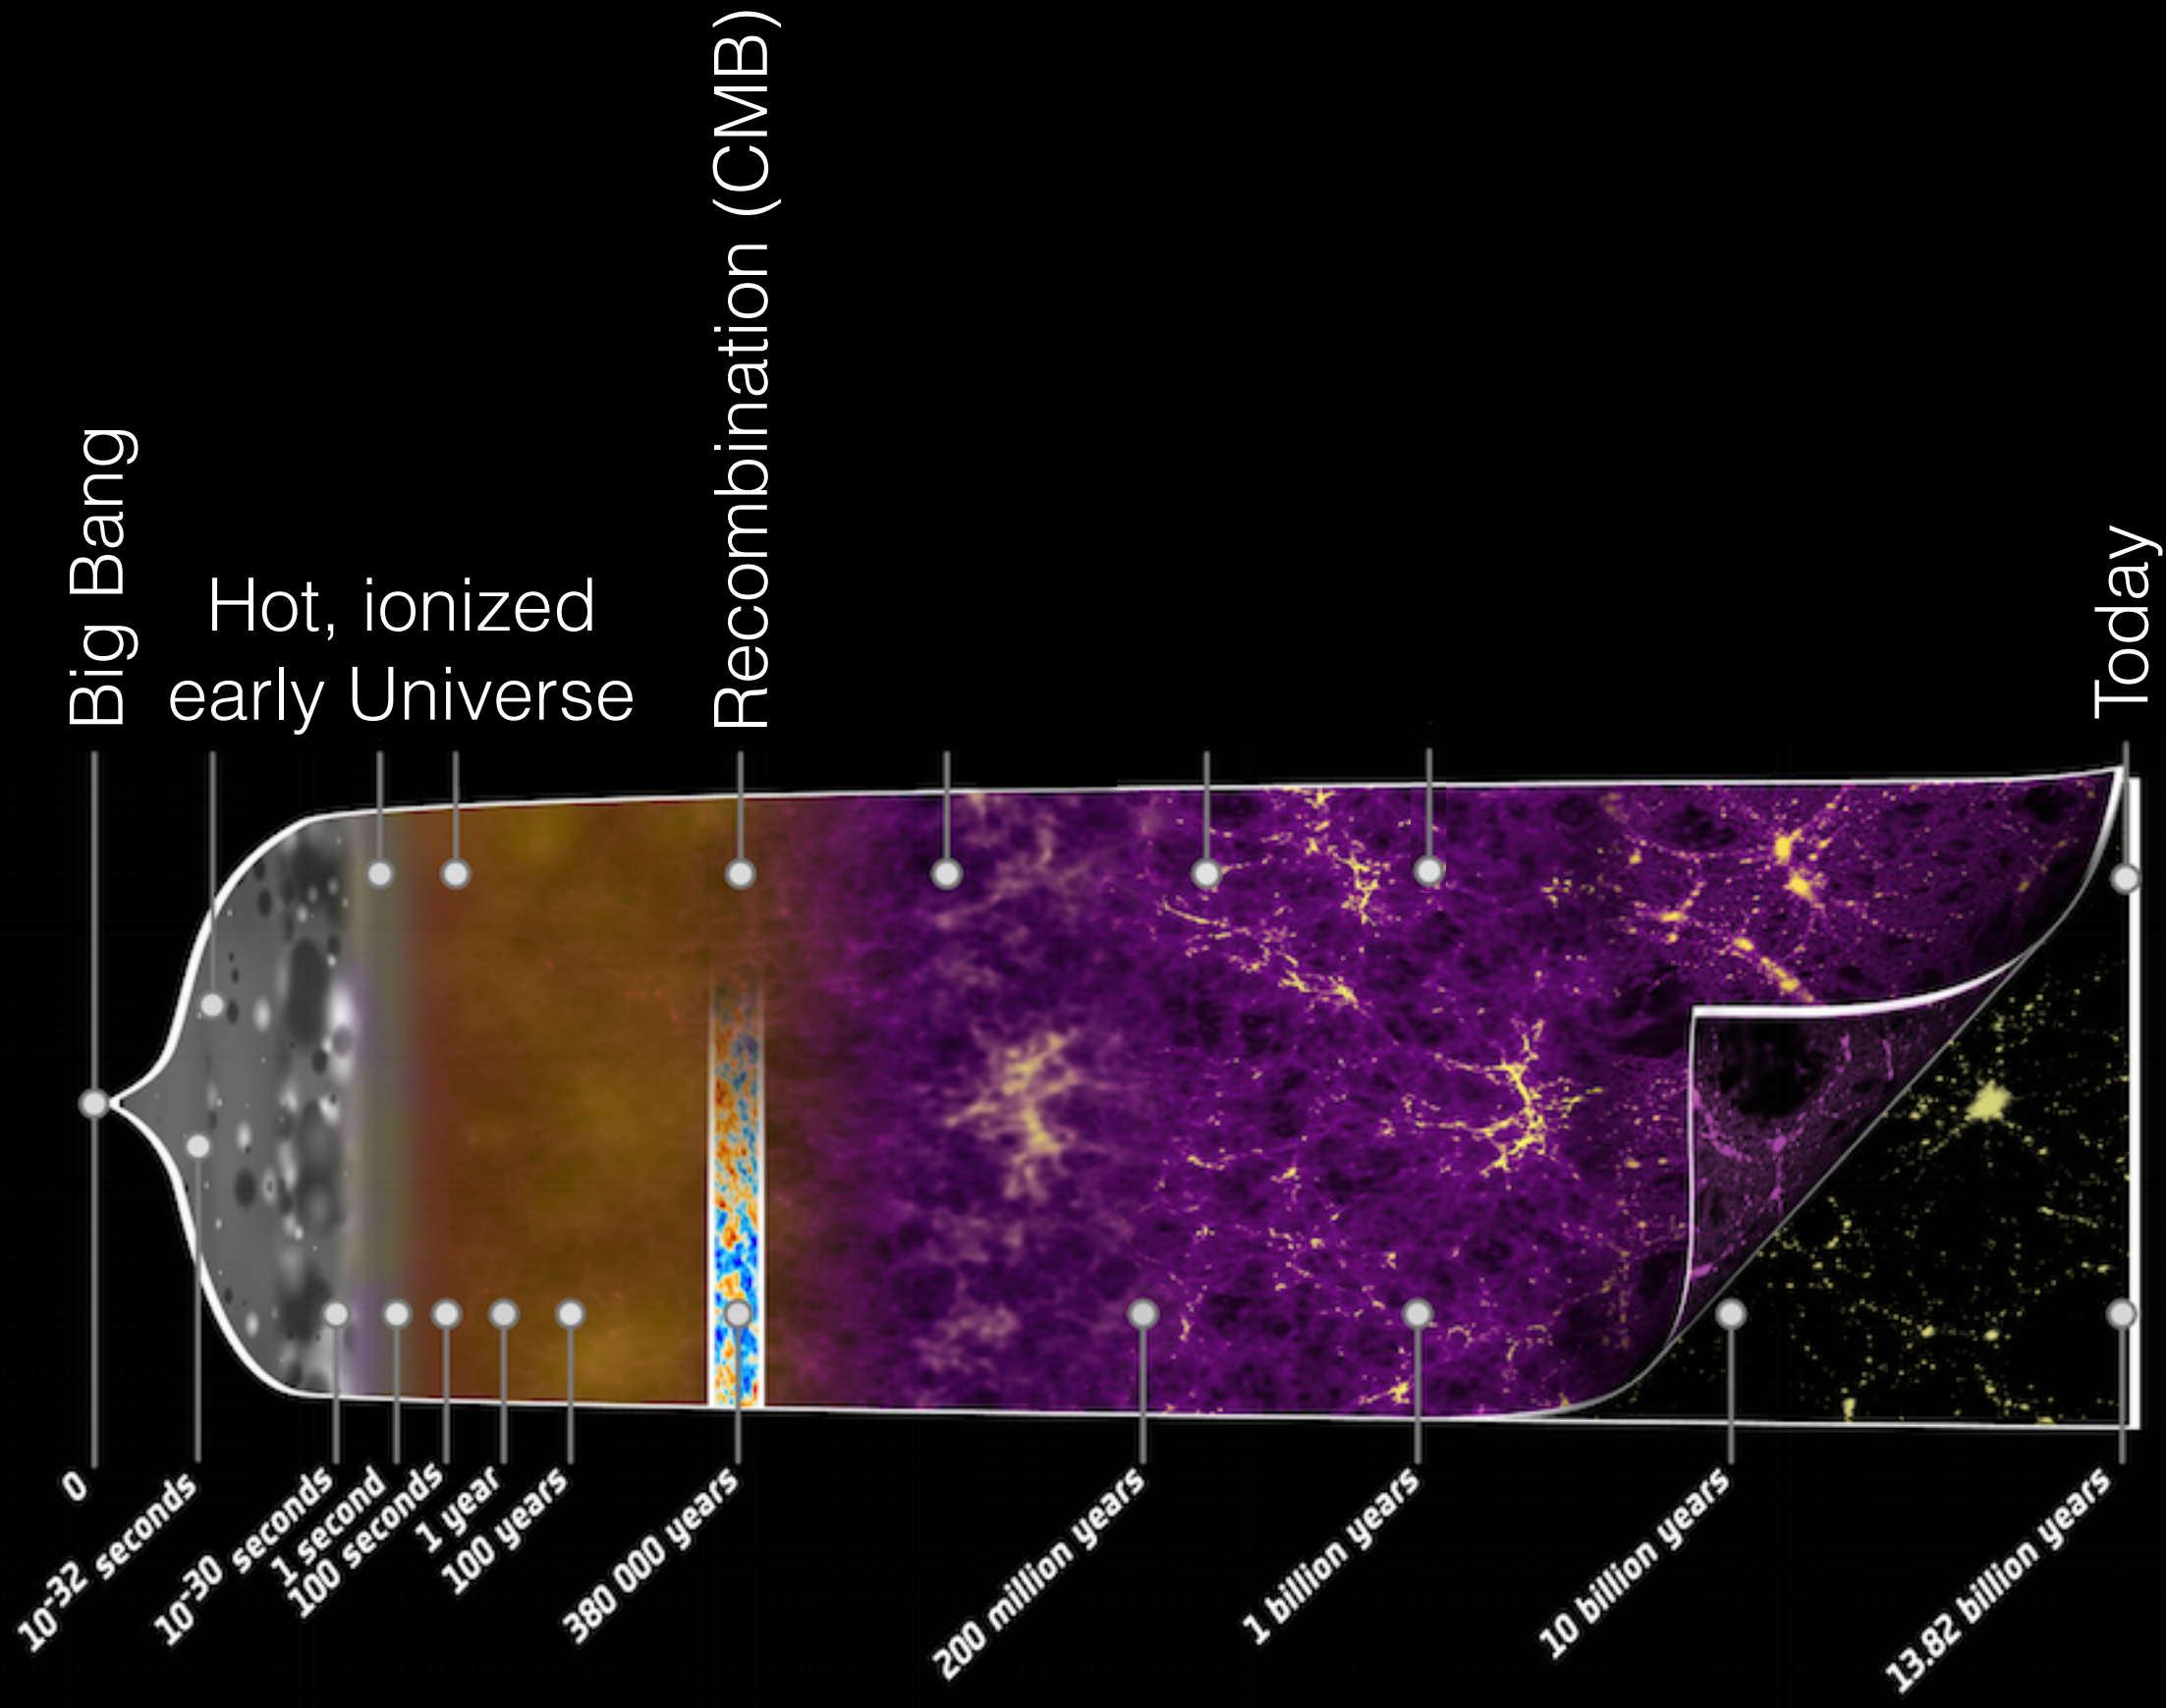 Big Bang
Hot, ionized
early Universe
Recombination (CMB)
Today
0
10-32 seconds
10-30 seconds
1 second
100 seconds
1 year
100 years
380 000 years
200 million years
1 billion years
10 billion years
13.82 billion years